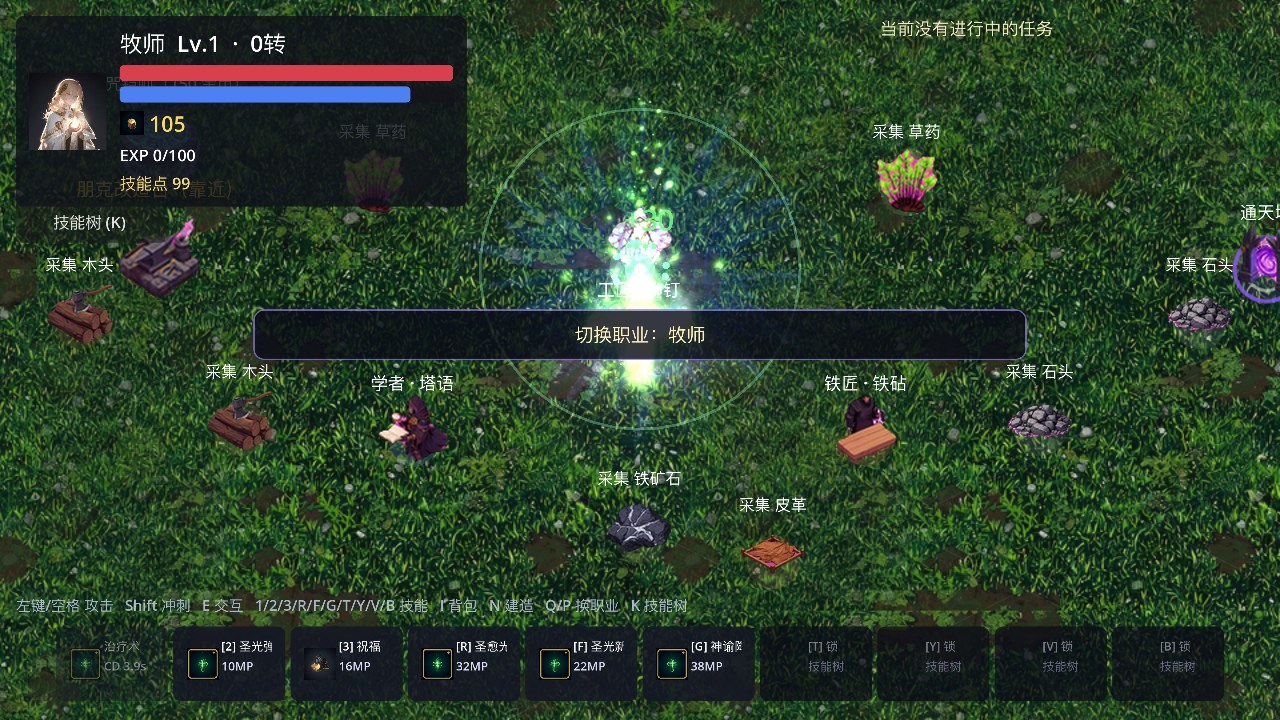 牧师 Lv.1 · 0转
105
EXP 0/100
技能点 99
技能树 (K)
当前没有进行中的任务
采集 草药
采集 草药
通天
采集 木头
采集 石头
切换职业：牧师
采集 木头
学者·塔语
铁匠·铁砧
采集 石头
采集 铁矿石
采集 皮革
左键/空格 攻击 Shift 冲刺 E 交互 1/2/3/R/F/G/T/Y/V/B 技能 I 背包 N 建造 Q/P 换职业 K 技能树
治疗术
CD 3.9s
[2] 圣光
10MP
[3] 祝福
16MP
[R] 圣愈
32MP
[F] 圣光
22MP
[G] 神谕
38MP
[T] 锁
技能树
[Y] 锁
技能树
[V] 锁
技能树
[B] 锁
技能树